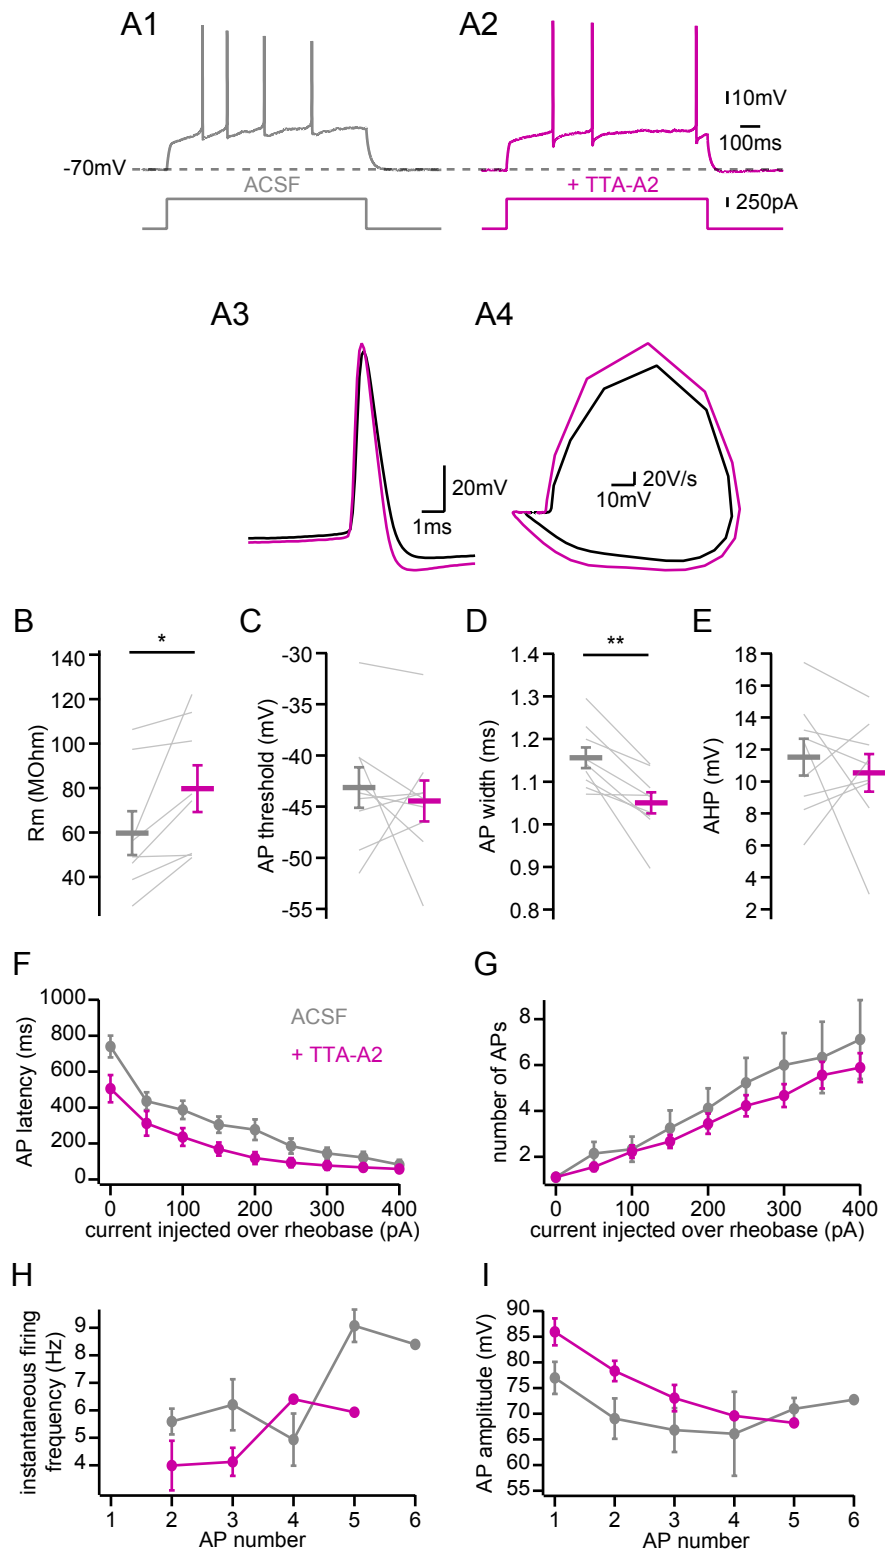 A1
A2
10mV
100ms
-70mV
ACSF
+ TTA-A2
250pA
A3
A4
20mV
1ms
20V/s
10mV
B
C
D
E
*
**
Rm (MOhm)
140
120
100
80
60
40
AP threshold (mV)
-30
-35
-40
-45
-50
-55
AP width (ms)
1.4
1.3
1.2
1.1
1.0
0.9
0.8
AHP (mV)
18
16
14
12
10
8
6
4
2
F
G
AP latency (ms)
1000
800
600
400
200
0
ACSF
+ TTA-A2
0 100 200 300 400
current injected over rheobase (pA)
number of APs
8
6
4
2
0 100 200 300 400
current injected over rheobase (pA)
H
I
instantaneous firing
frequency (Hz)
9
8
7
6
5
4
1 2 3 4 5 6
AP number
AP amplitude (mV)
90
85
80
75
70
65
60
55
1 2 3 4 5 6
AP number